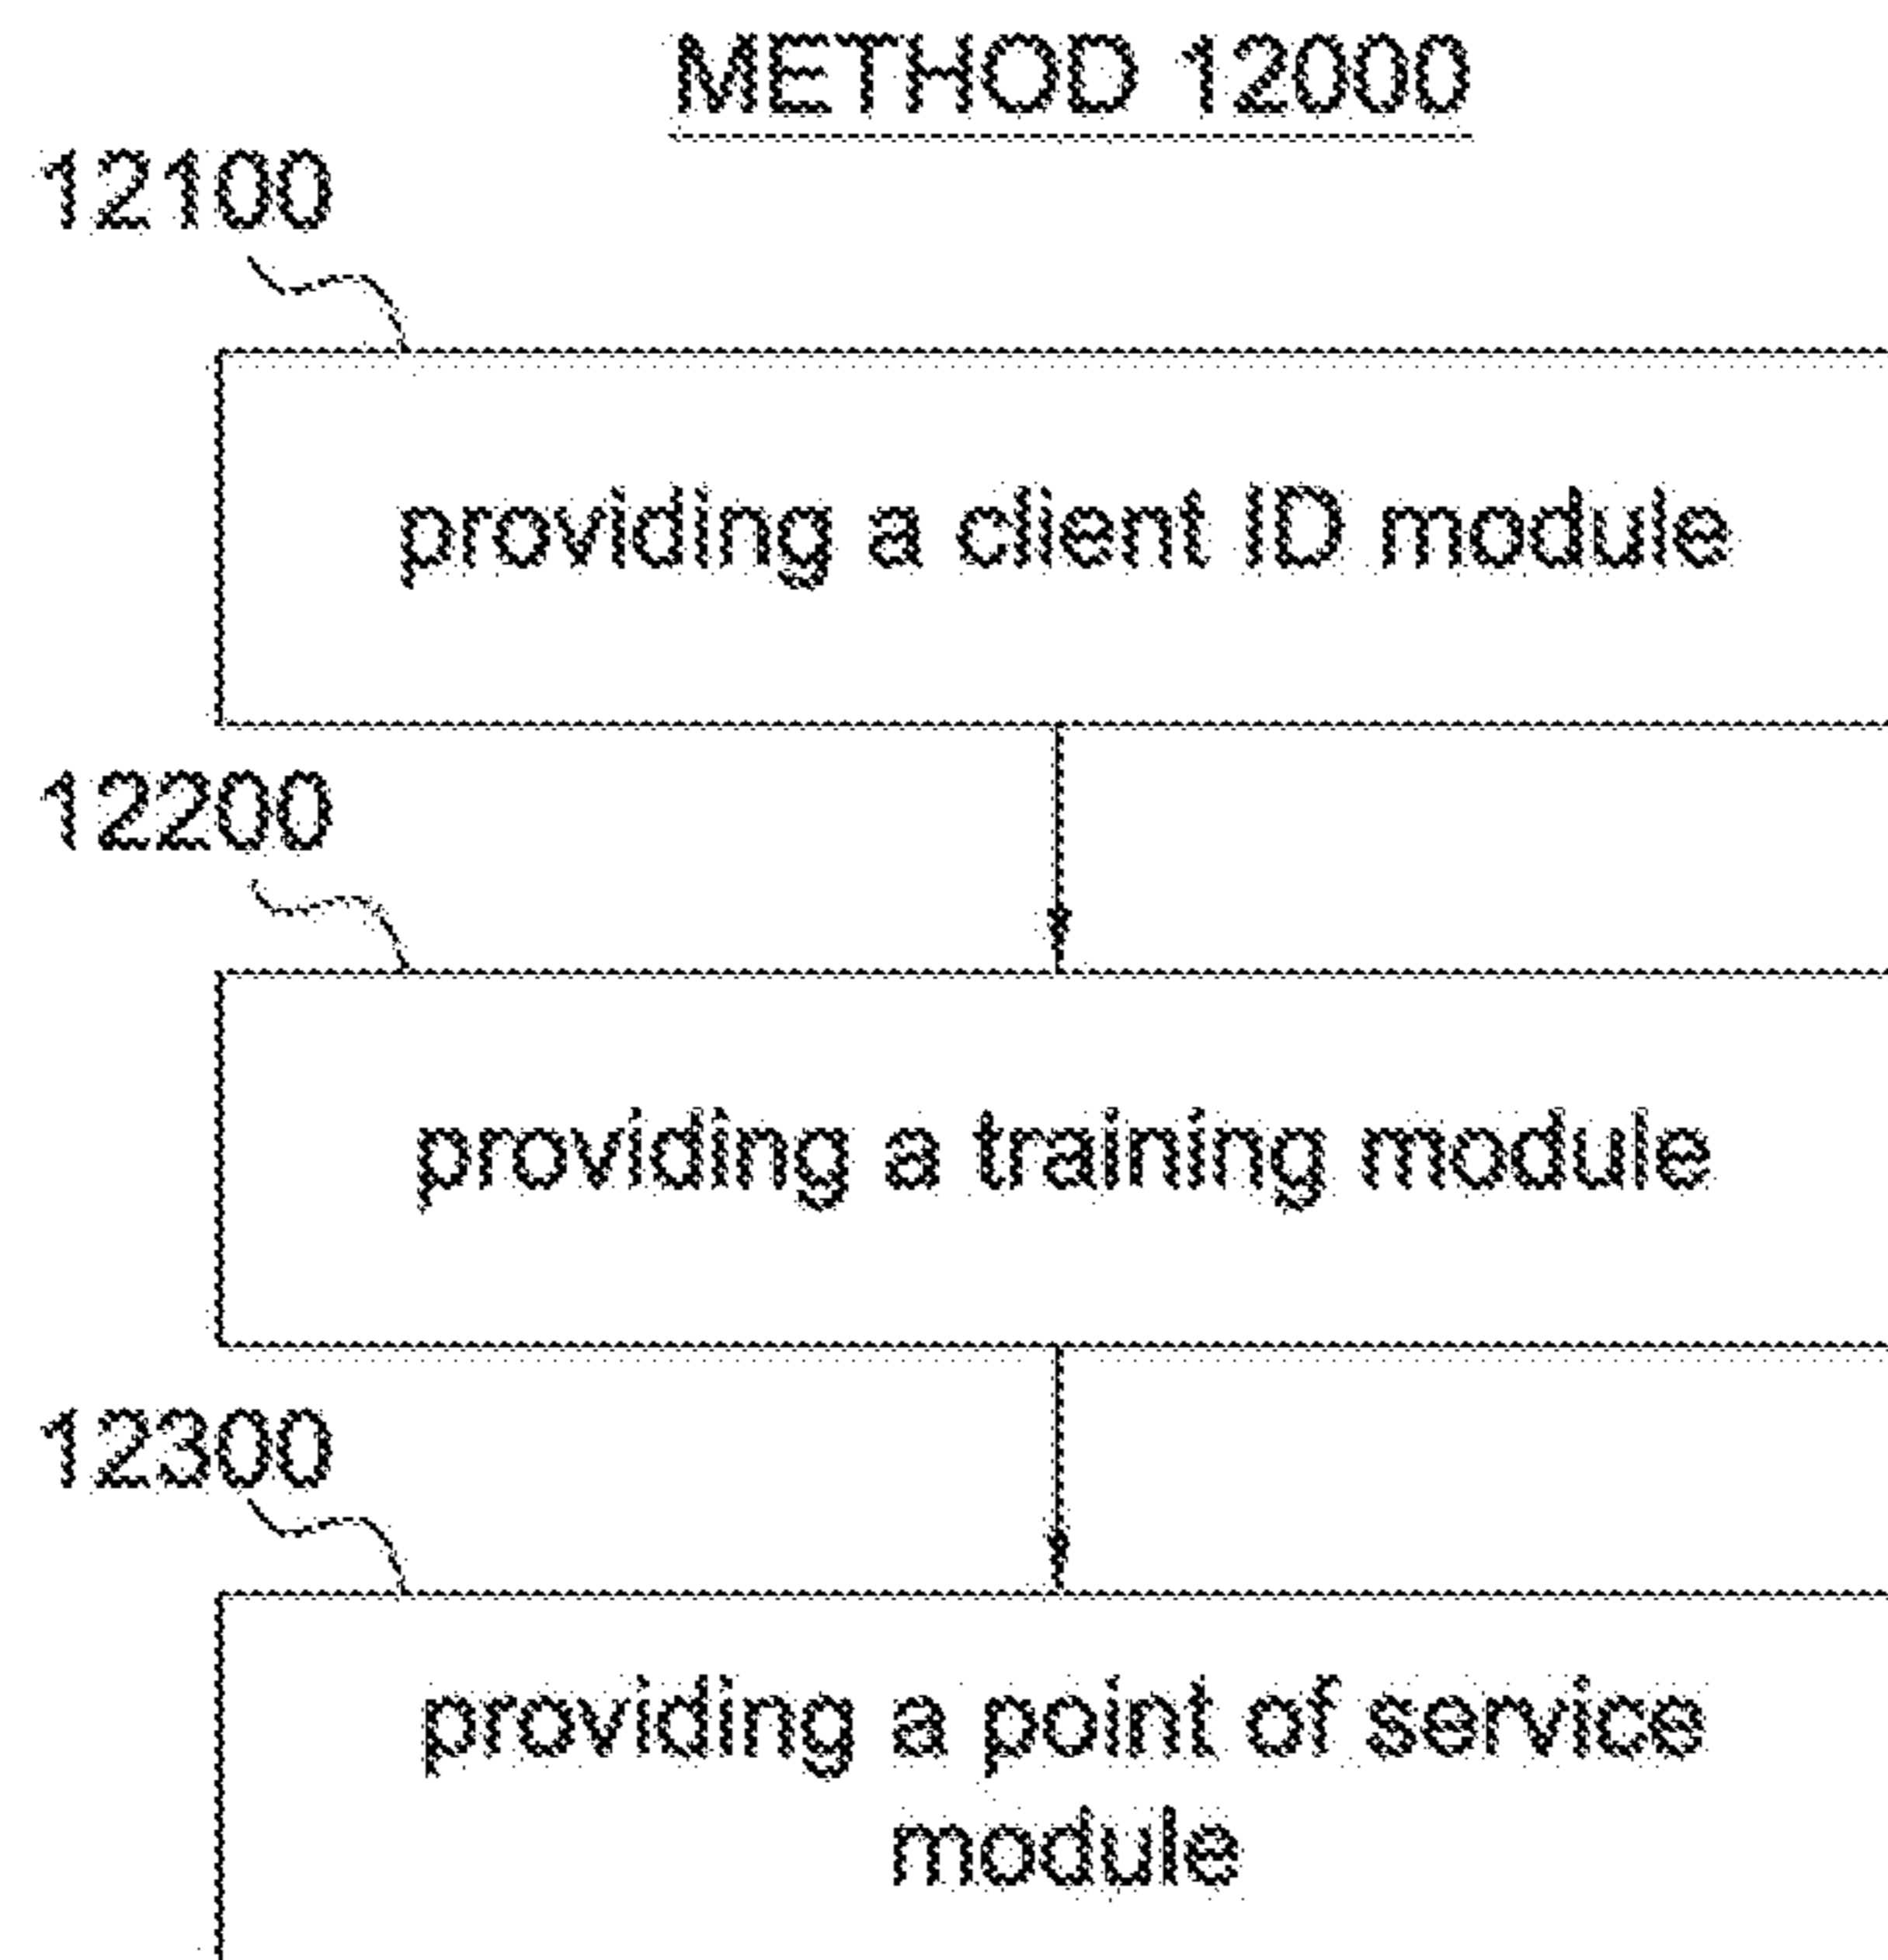 METHOD 12000
12100
providing a client ID module
12200
providing a training module
12300
providing a point of service
module